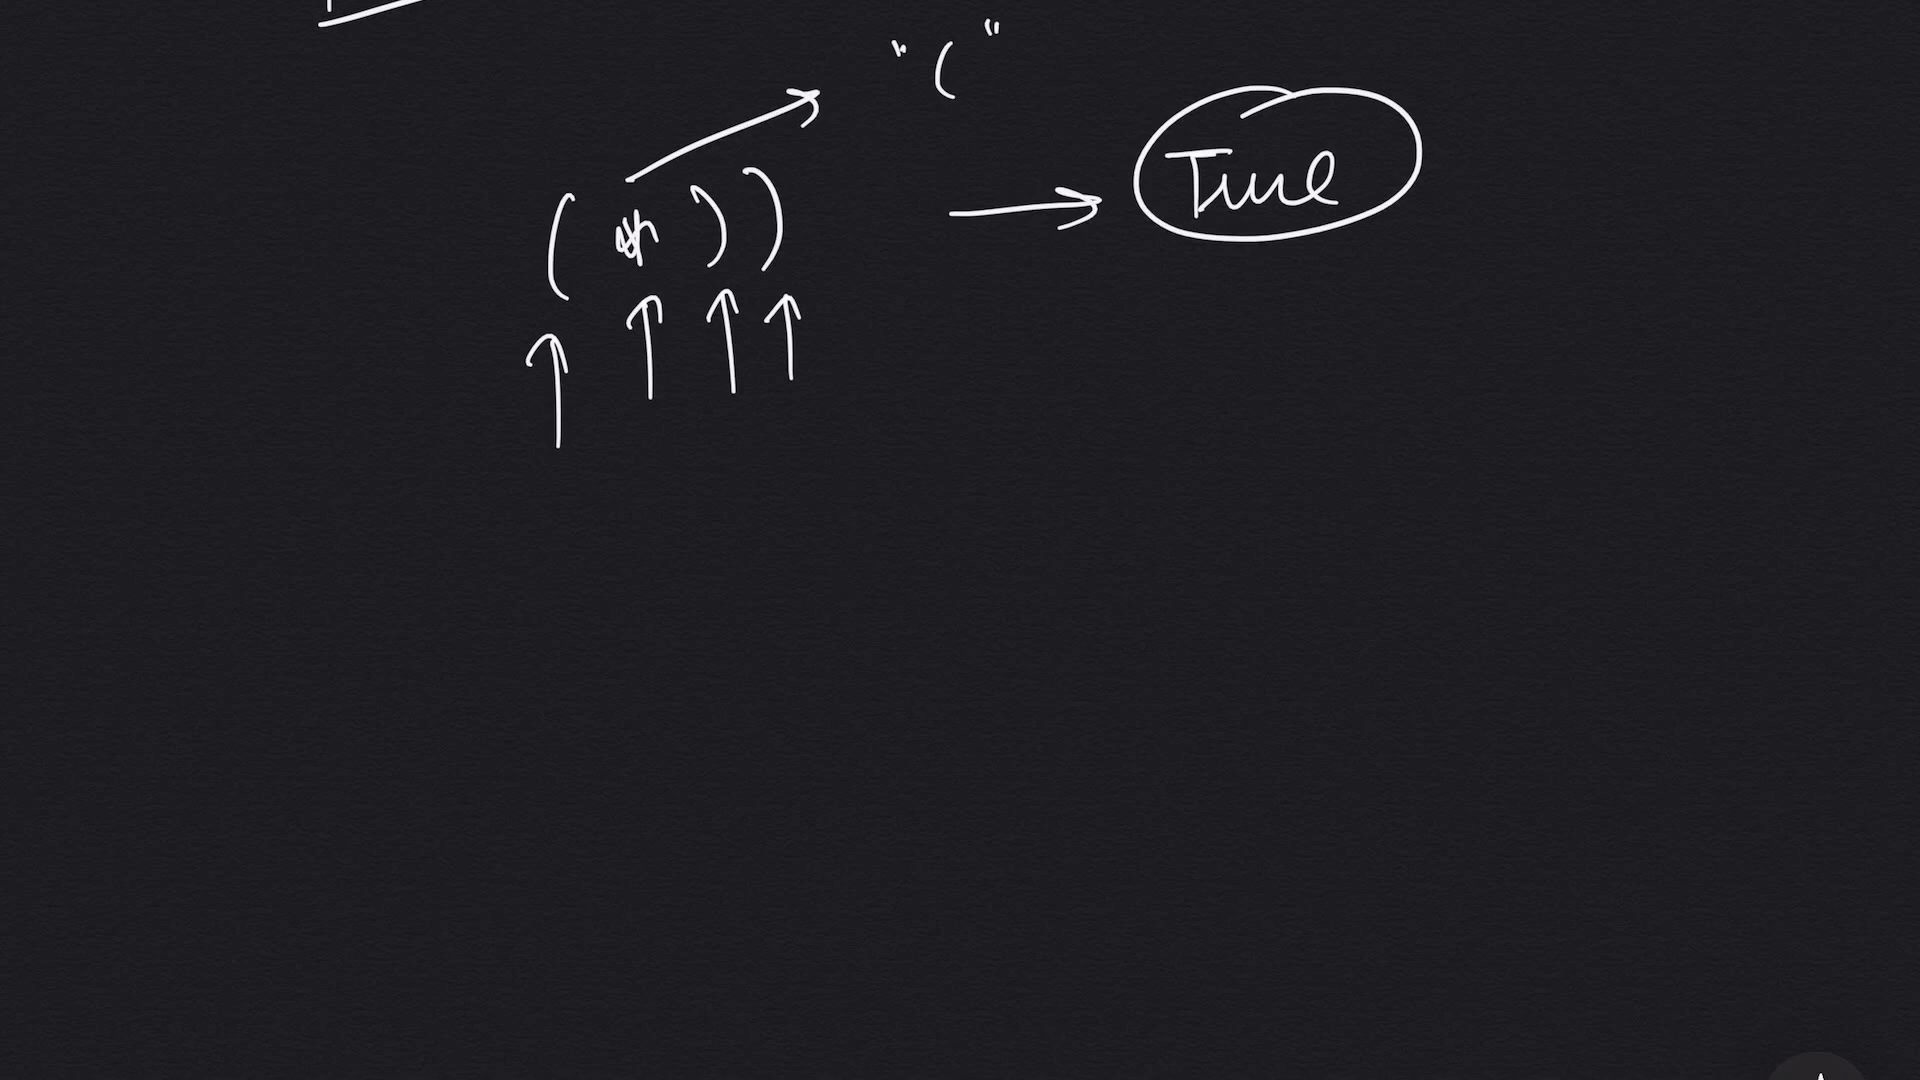 "("
(*)) → True